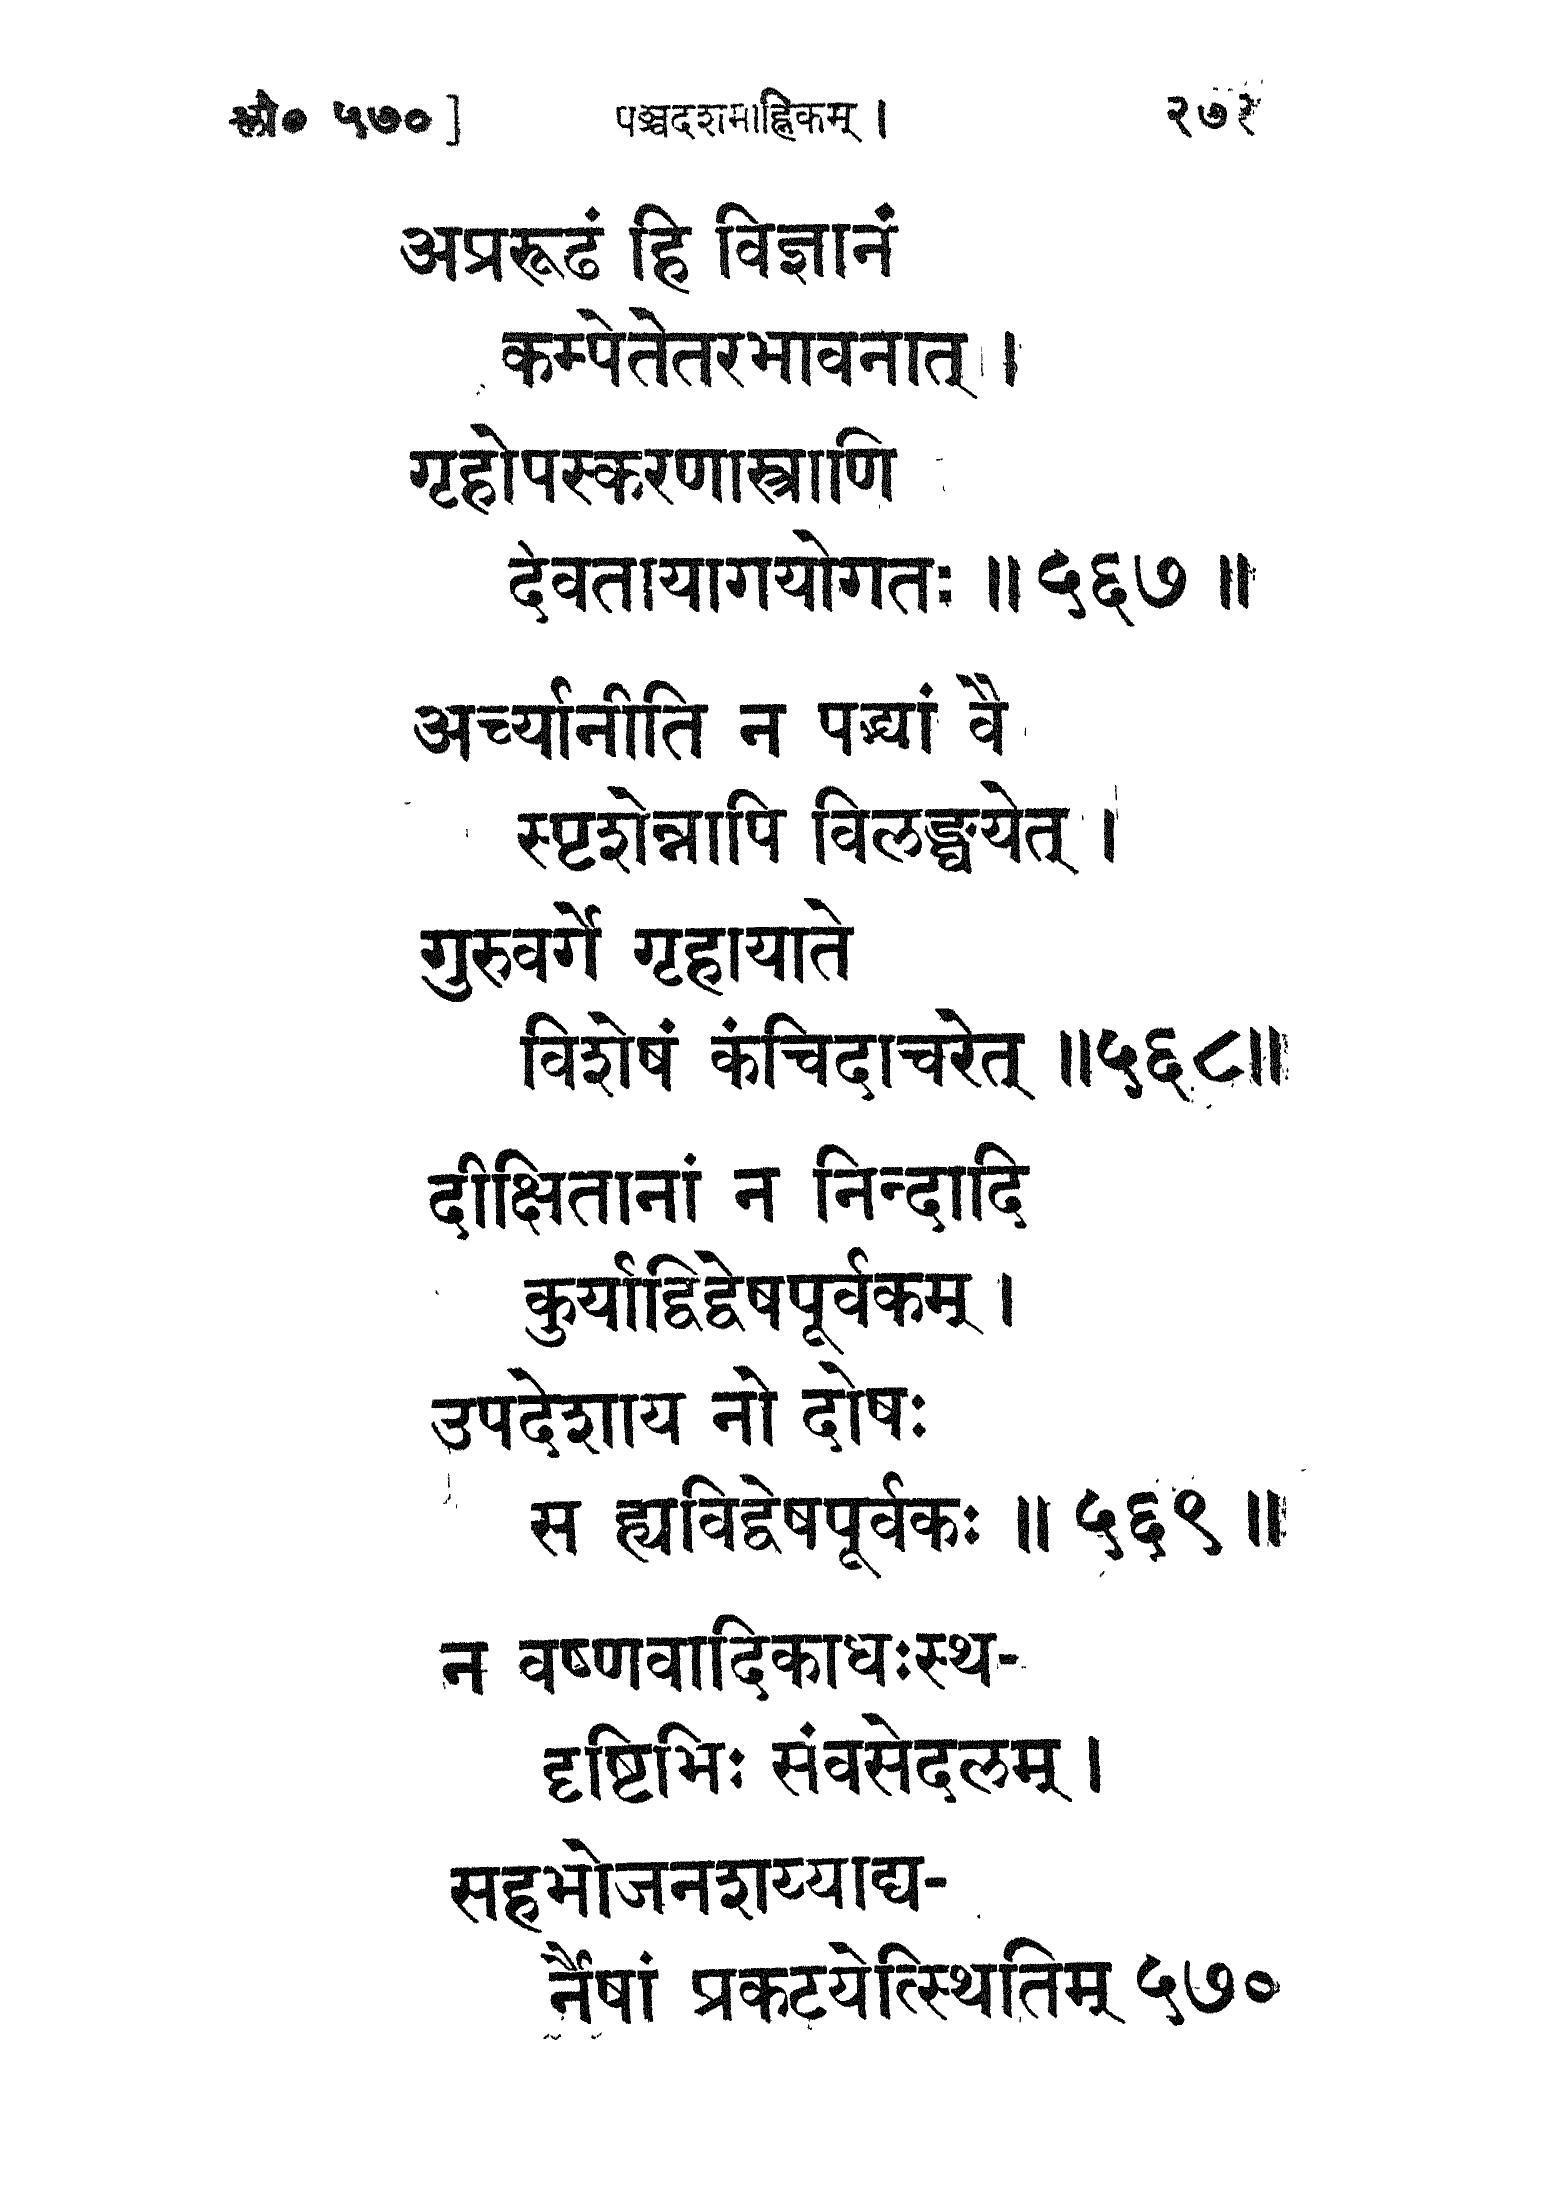 श्लो० ५७०] पञ्चदशमाह्निकम् । २७१
अप्ररूढं हि विज्ञानं
कम्पेतेतरभावनात् ।
गृहोपस्करणास्त्राणि
देवतायागयोगतः ॥ ५६७ ॥
अर्च्यानीति न पद्भ्यां वै
स्पृशेन्नापि विलङ्घयेत् ।
गुरुवर्गे गृहायाते
विशेषं कंचिदाचरेत् ॥५६८॥
दीक्षितानां न निन्दादि
कुर्याद्विद्वेषपूर्वकम् ।
उपदेशाय नो दोषः
स ह्यविद्वेषपूर्वकः ॥ ५६९ ॥
न वष्णवादिकाधःस्थ-
दृष्टिभिः संवसेदलम् ।
सहभोजनशय्याद्य-
र्नैषां प्रकटयेत्स्थितिम् ५७०